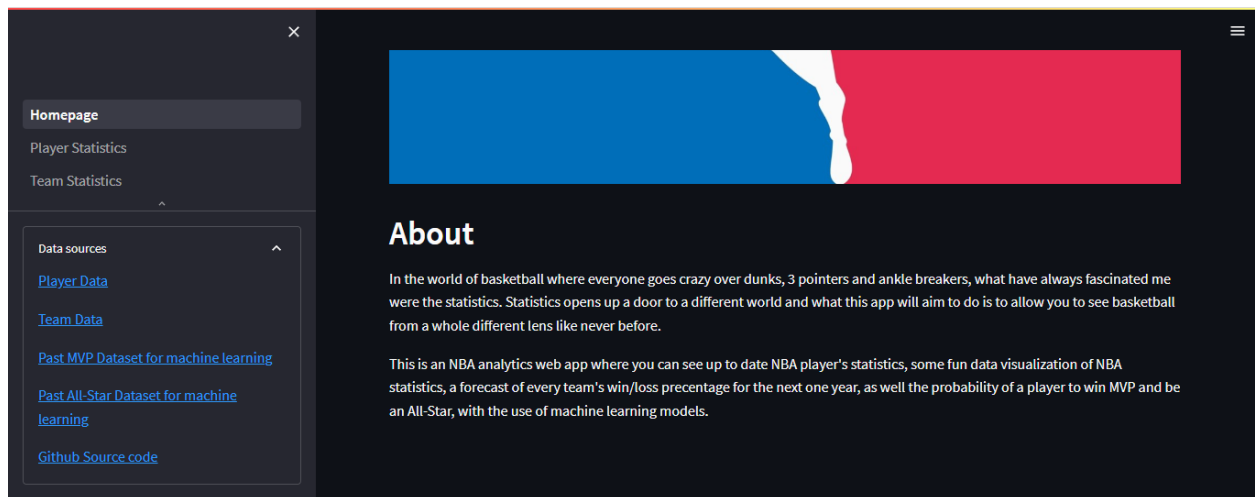 Homepage
Player Statistics
Team Statistics
Data sources
Player Data
Team Data
Past MVP Dataset for machine learning
Past All-Star Dataset for machine
learning
Github Source code
About
In the world of basketball where everyone goes crazy over dunks, 3 pointers and ankle breakers, what have always fascinated me
were the statistics. Statistics opens up a door to a different world and what this app will aim to do is to allow you to see basketball
from a whole different lens like never before.
This is an NBA analytics web app where you can see up to date NBA player's statistics, some fun data visualization of NBA
statistics, a forecast of every team's win/loss precentage for the next one year, as well the probability of a player to win MVP and be
an All-Star, with the use of machine learning models.